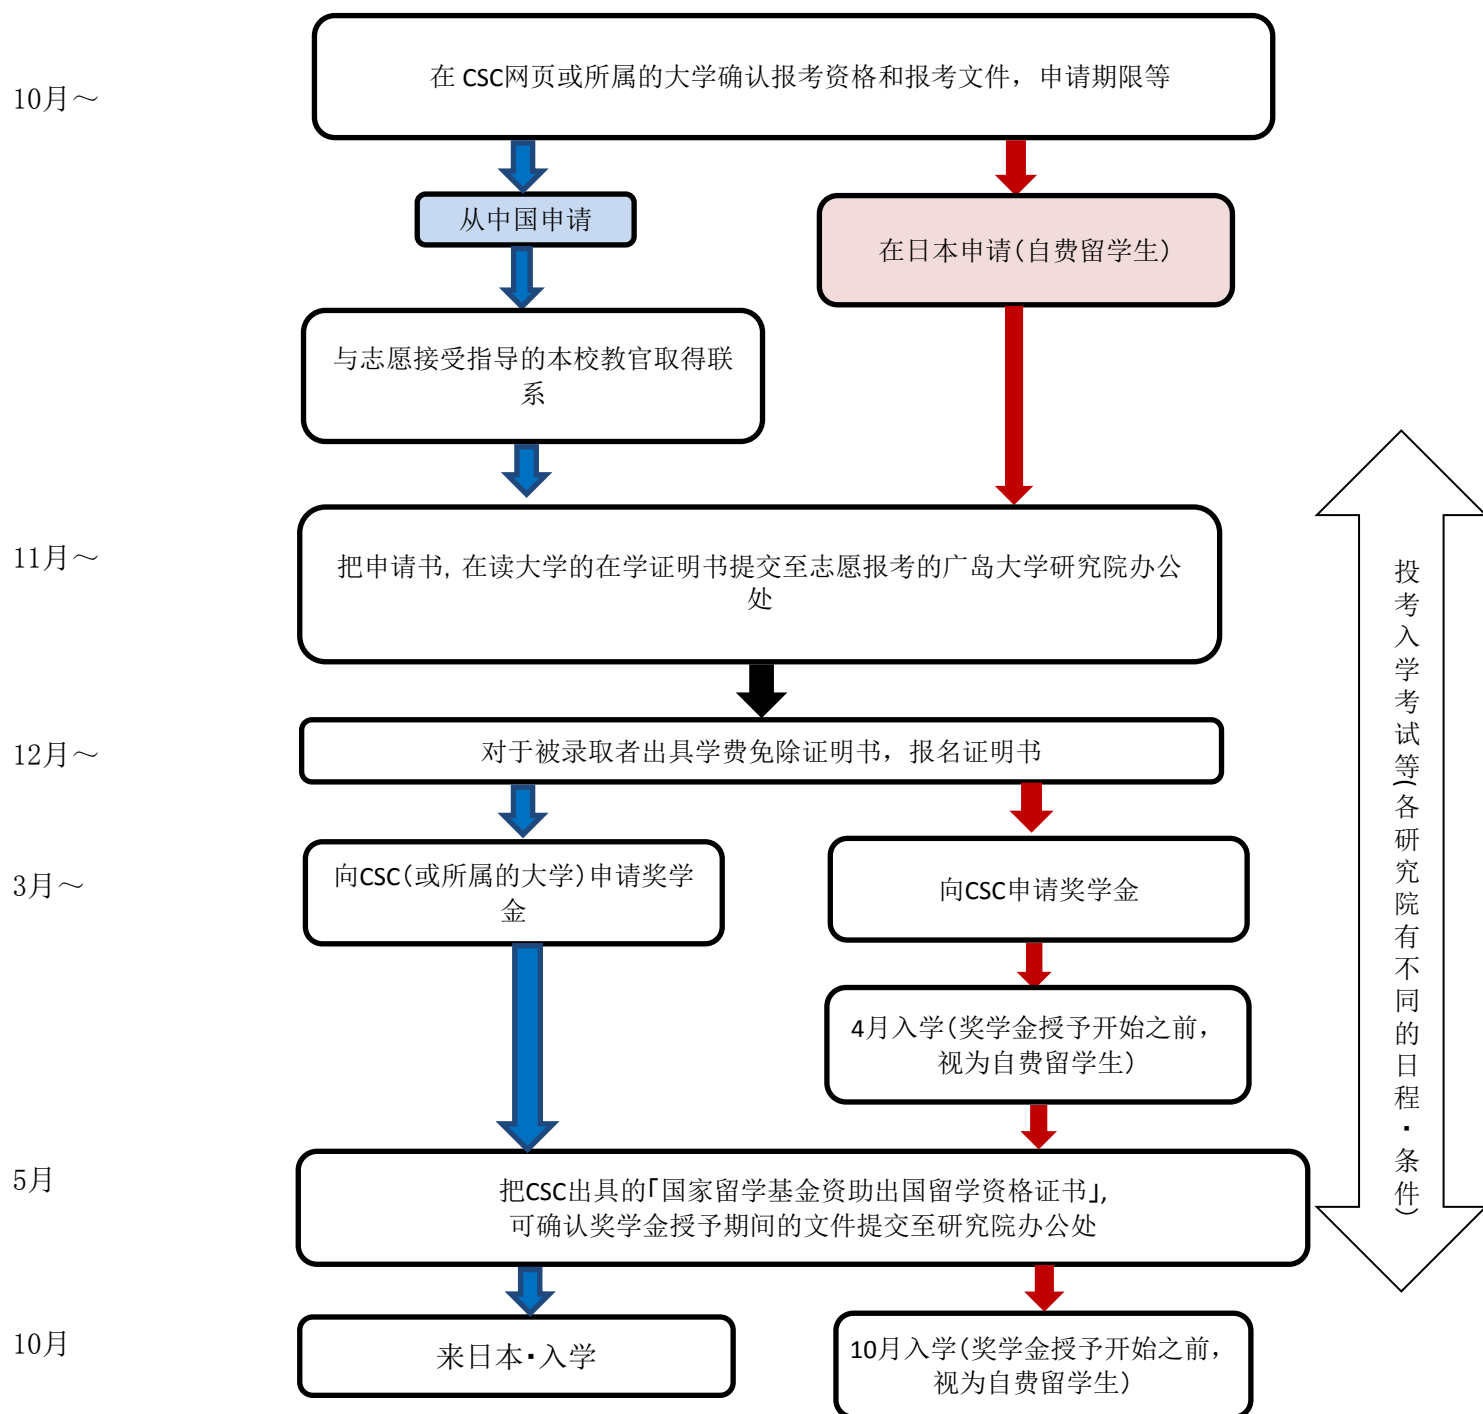 10月～
在 CSC网页或所属的大学确认报考资格和报考文件，申请期限等
从中国申请
在日本申请（自费留学生）
与志愿接受指导的本校教官取得联
系
11月～
把申请书，在读大学的在学证明书提交至志愿报考的广岛大学研究院办公
处
12月～
对于被录取者出具学费免除证明书，报名证明书
3月～
向CSC（或所属的大学）申请奖学
金
向CSC申请奖学金
4月入学（奖学金授予开始之前，
视为自费留学生）
5月
把CSC出具的「国家留学基金资助出国留学资格证书」，
可确认奖学金授予期间的文件提交至研究院办公处
10月
来日本・入学
10月入学（奖学金授予开始之前，
视为自费留学生）
投考入学考试等（各研究院有不同的日程・条件）